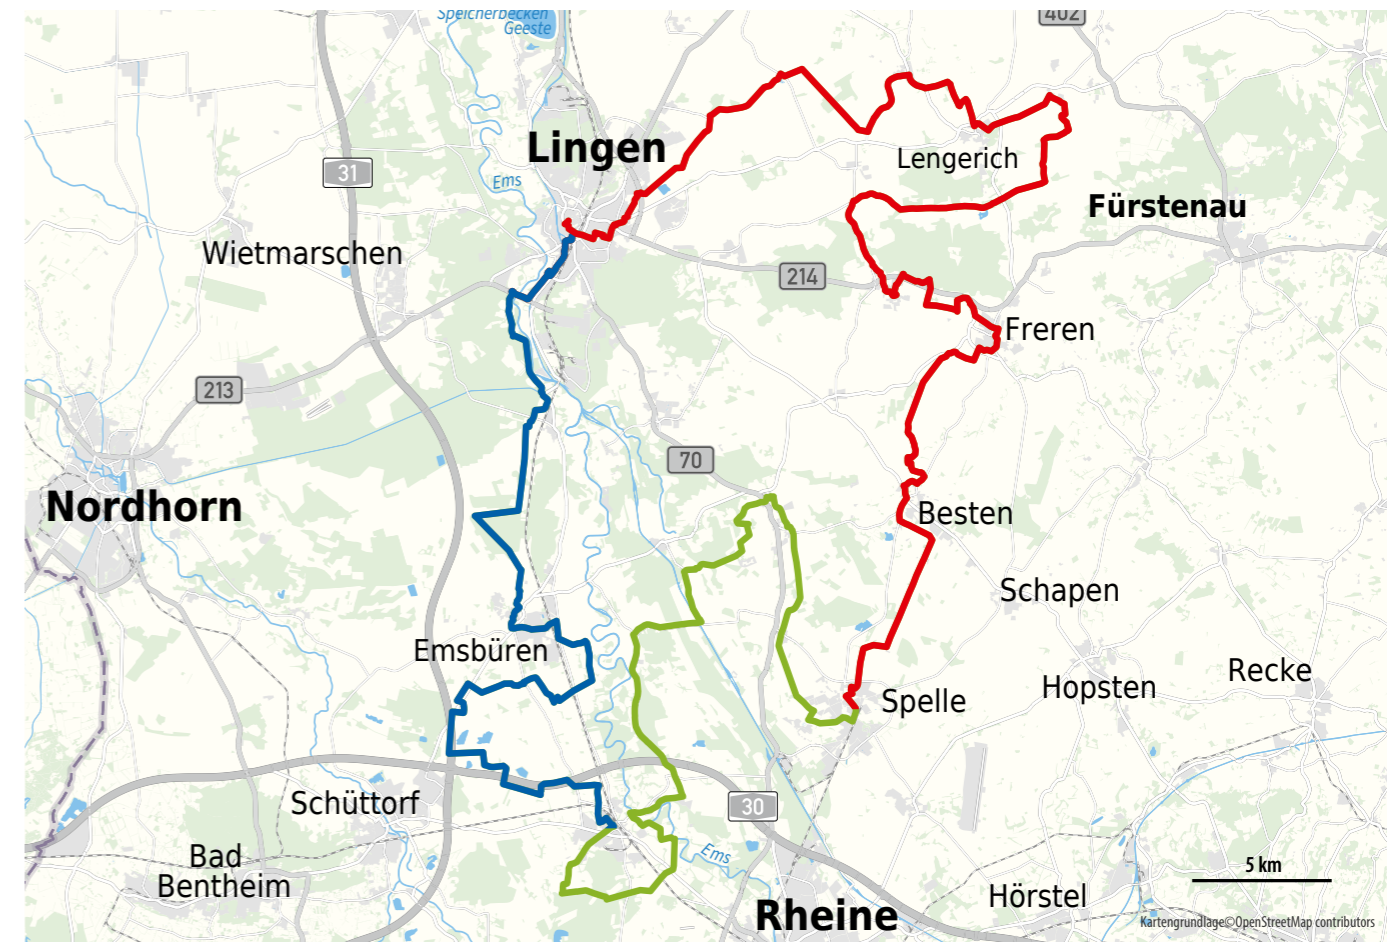 Speicherbecken
Geeste
402
Lingen
Lengerich
31
Ems
Fürstenau
Wietmarschen
214
Freren
213
70
Nordhorn
Besten
Schapen
Emsbüren
Recke
Hopsten
Spelle
Schüttorf
30
Ems
Bad
Bentheim
5 km
Hörstel
Rheine
Kartengrundlage©OpenStreetMap contributors